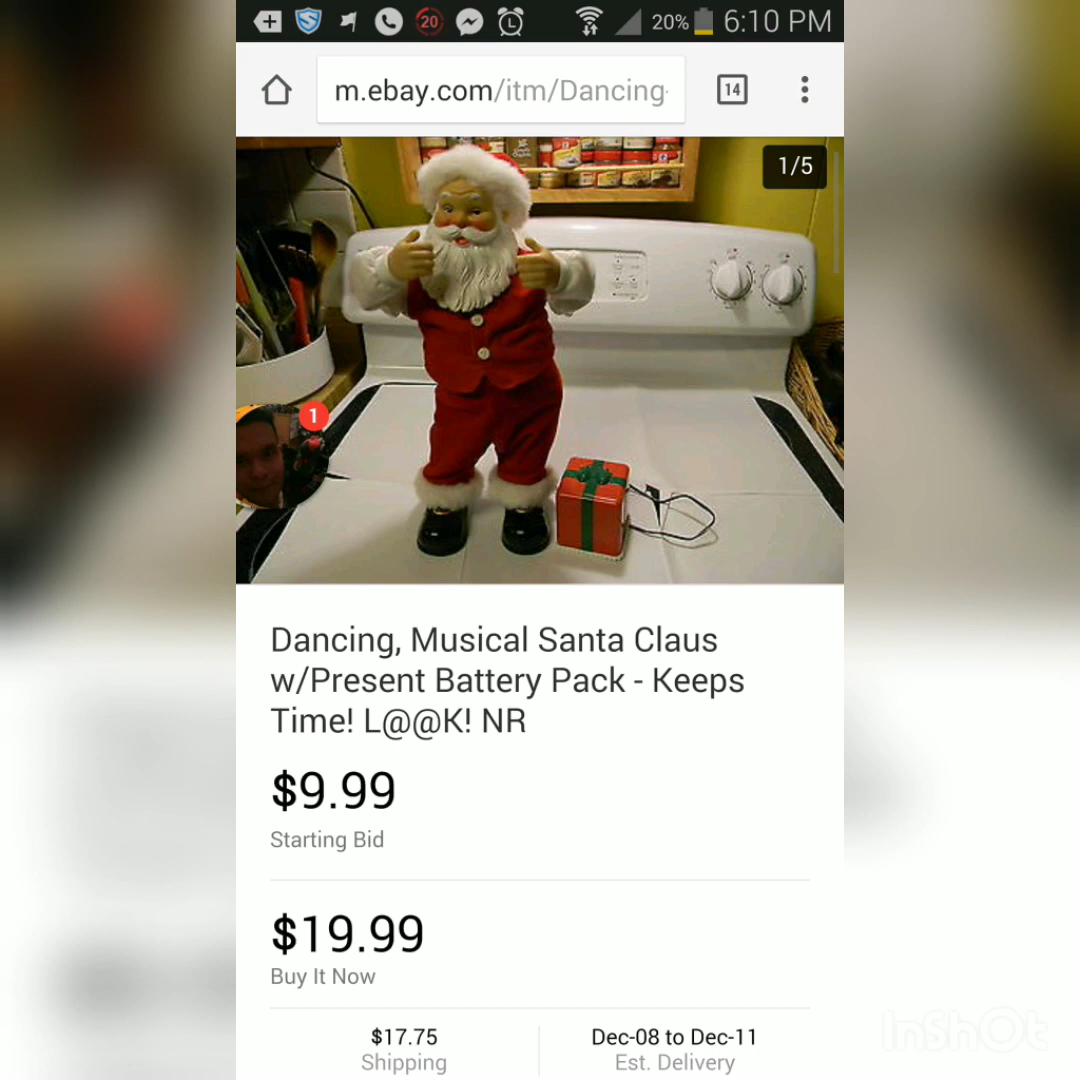 20 20% 6:10 PM
m.ebay.com/itm/Dancing
14
1/5
1
Dancing, Musical Santa Claus
w/Present Battery Pack - Keeps
Time! L@@K! NR
$9.99
Starting Bid
$19.99
Buy It Now
$17.75
Shipping
Dec-08 to Dec-11
Est. Delivery
InShOt